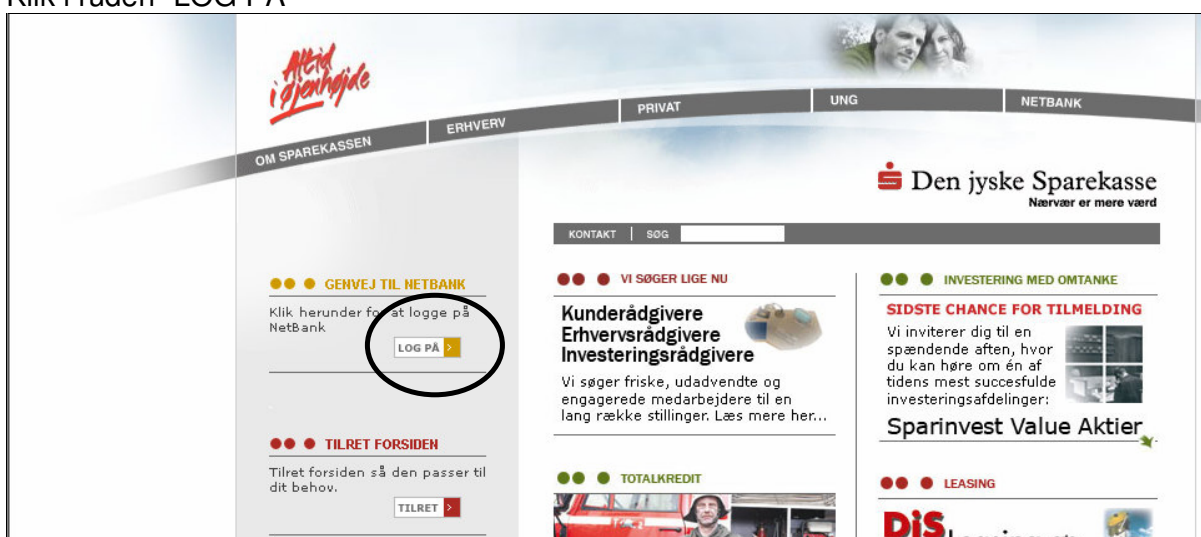 Klik i ruden "LOG PÅ"
Altid
i øjenhøjde
OM SPAREKASSEN
ERHVERV
PRIVAT
UNG
NETBANK
Den jyske Sparekasse
Nærvær er mere værd
KONTAKT
SØG
GENVEJ TIL NETBANK
Klik herunder for at logge på
NetBank
LOG PÅ >
TILRET FORSIDEN
Tilret forsiden så den passer til
dit behov.
TILRET >
VI SØGER LIGE NU
Kunderådgivere
Erhvervsrådgivere
Investeringsrådgivere
Vi søger friske, udadvendte og
engagerede medarbejdere til en
lang række stillinger. Læs mere her...
TOTALKREDIT
INVESTERING MED OMTANKE
SIDSTE CHANCE FOR TILMELDING
Vi inviterer dig til en
spændende aften, hvor
du kan høre om én af
tidens mest succesfulde
investeringsafdelinger:
Sparinvest Value Aktier
LEASING
DiS